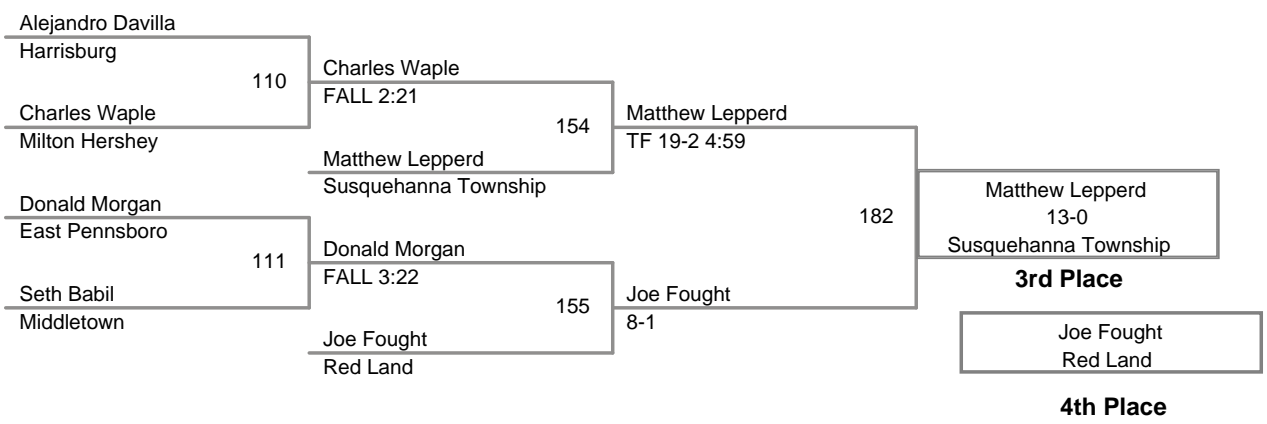 Alejandro Davilla
Harrisburg
110
Charles Waple
Milton Hershey
Charles Waple
FALL 2:21
154
Matthew Lepperd
Susquehanna Township
Matthew Lepperd
TF 19-2 4:59
Donald Morgan
East Pennsboro
111
Seth Babil
Middletown
Donald Morgan
FALL 3:22
155
Joe Fought
Red Land
Joe Fought
8-1
182
Matthew Lepperd
13-0
Susquehanna Township
3rd Place
Joe Fought
Red Land
4th Place